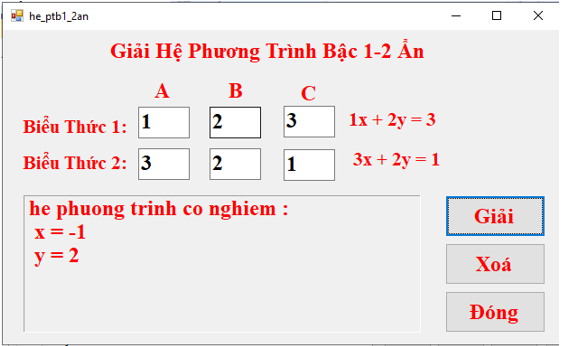 he_ptb1_2an
Giải Hệ Phương Trình Bậc 1-2 Ẩn
A B C
Biểu Thức 1: 1 2 3 1x + 2y = 3
Biểu Thức 2: 3 2 1 3x + 2y = 1
he phuong trinh co nghiem :
x = -1
y = 2
Giải
Xoá
Đóng